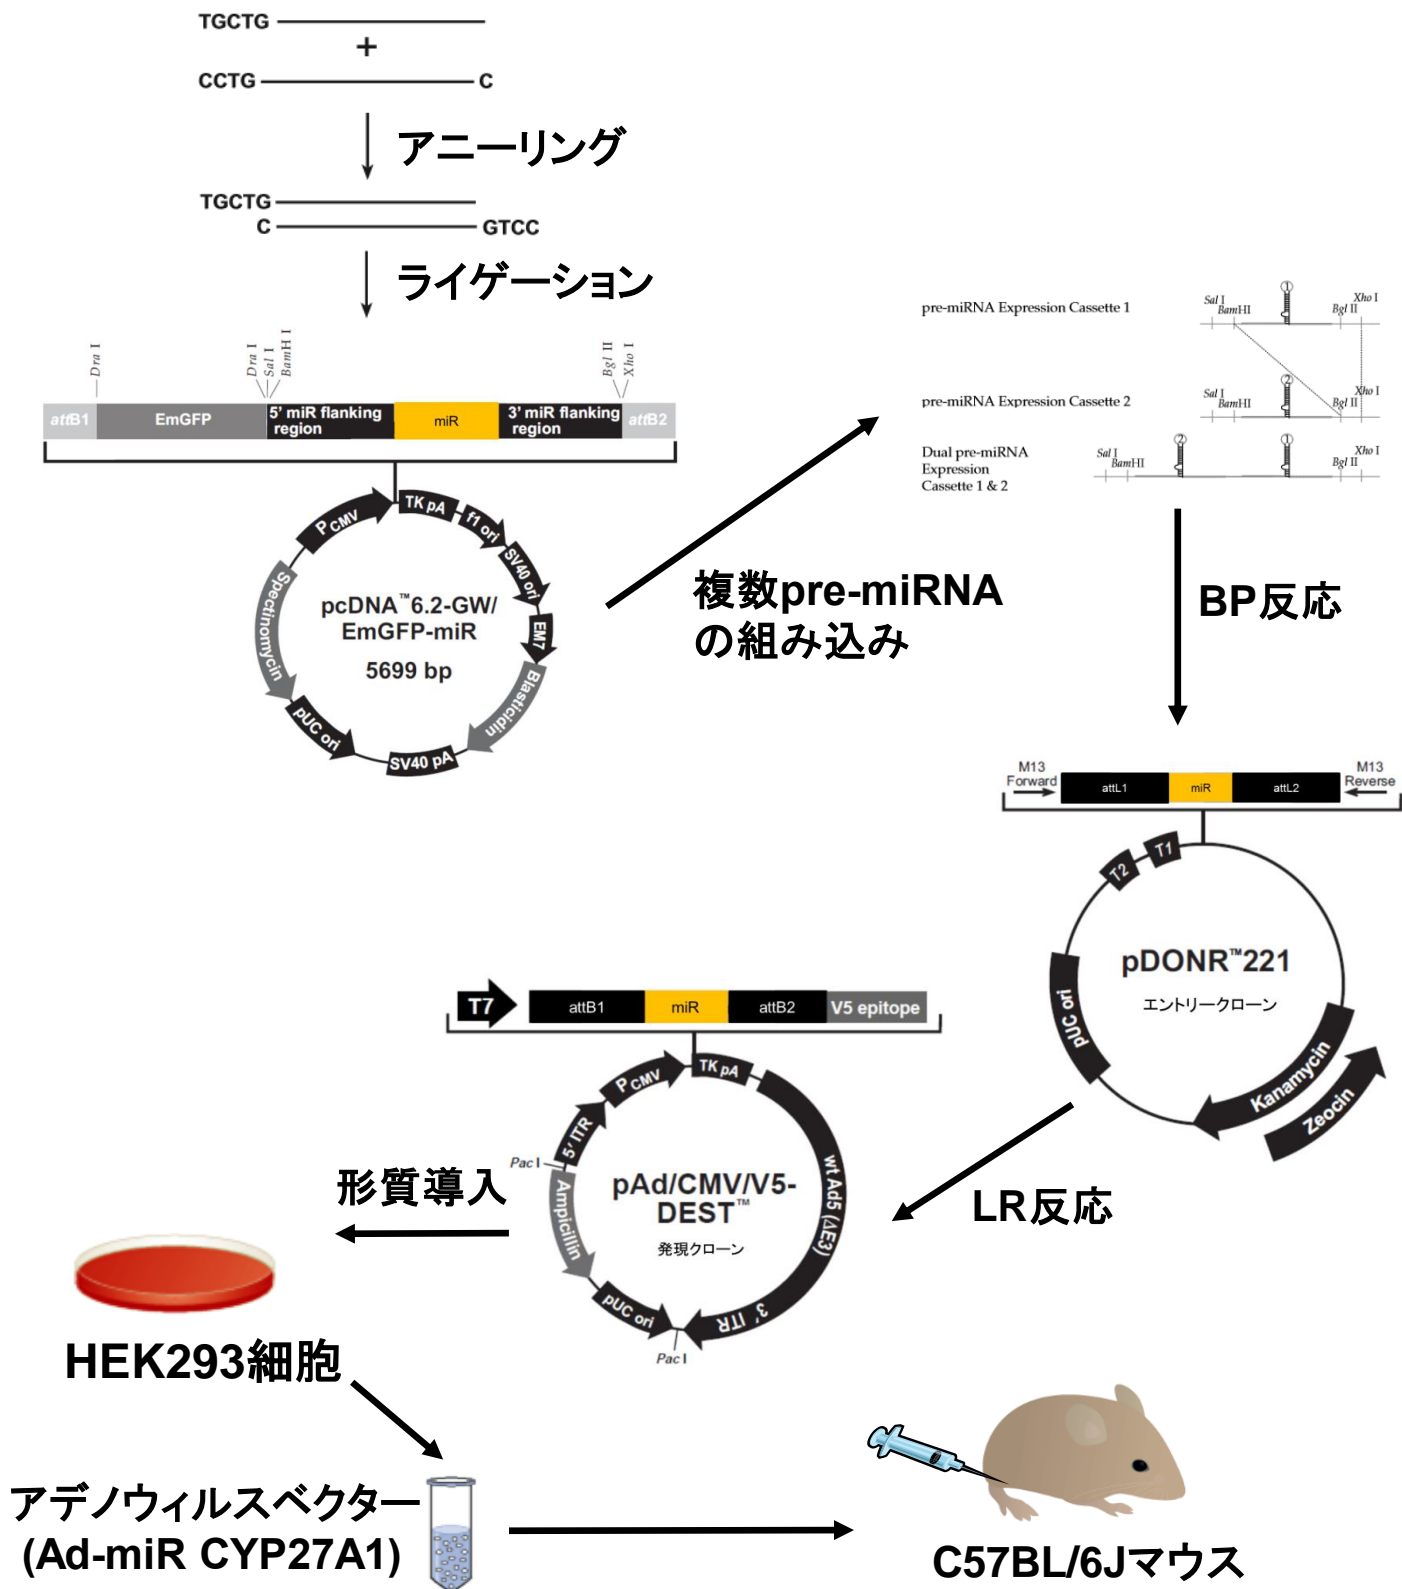 TGCTG
+
CCTG
C
アニーリング
TGCTG
C
GTCC
ライゲーション
Dra I
Dra I
Sal I
BamH I
Bgl II
Xho I
attB1
EmGFP
5' miR flanking
region
miR
3' miR flanking
region
attB2
PCMV
TK pA
f1 ori
SV40 ori
EM7
Blasticidin
SV40 pA
pUC ori
Spectinomycin
pcDNA™6.2-GW/
EmGFP-miR
5699 bp
複数pre-miRNA
の組み込み
pre-miRNA Expression Cassette 1
Sal I
BamHI
1
Bgl II
Xho I
pre-miRNA Expression Cassette 2
Sal I
BamHI
2
Bgl II
Xho I
Dual pre-miRNA
Expression
Cassette 1 & 2
Sal I
BamHI
2
1
Bgl II
Xho I
BP反応
M13
Forward
attL1
miR
attL2
M13
Reverse
T2
T1
pUC ori
Kanamycin
Zeocin
pDONR™221
エントリークローン
LR反応
T7
attB1
miR
attB2
V5 epitope
PCMV
TK pA
5' ITR
Pac I
Ampicillin
pUC ori
Pac I
3' ITR
wt Ad5 (ΔE3)
pAd/CMV/V5-
DEST™
発現クローン
形質導入
HEK293細胞
アデノウィルスベクター
(Ad-miR CYP27A1)
C57BL/6Jマウス